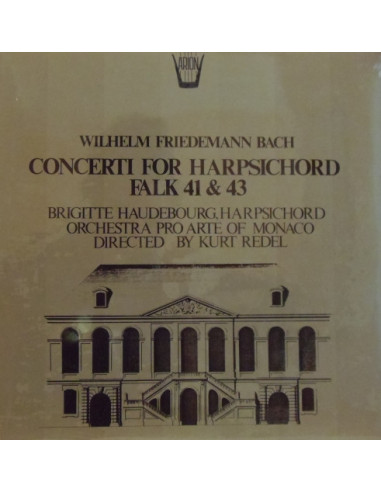 ARION
WILHELM FRIEDEMANN BACH
CONCERTI FOR HARPSICHORD
FALK 41 & 43
BRIGITTE HAUDEBOURG, HARPSICHORD
ORCHESTRA PRO ARTE OF MONACO
DIRECTED BY KURT REDEL